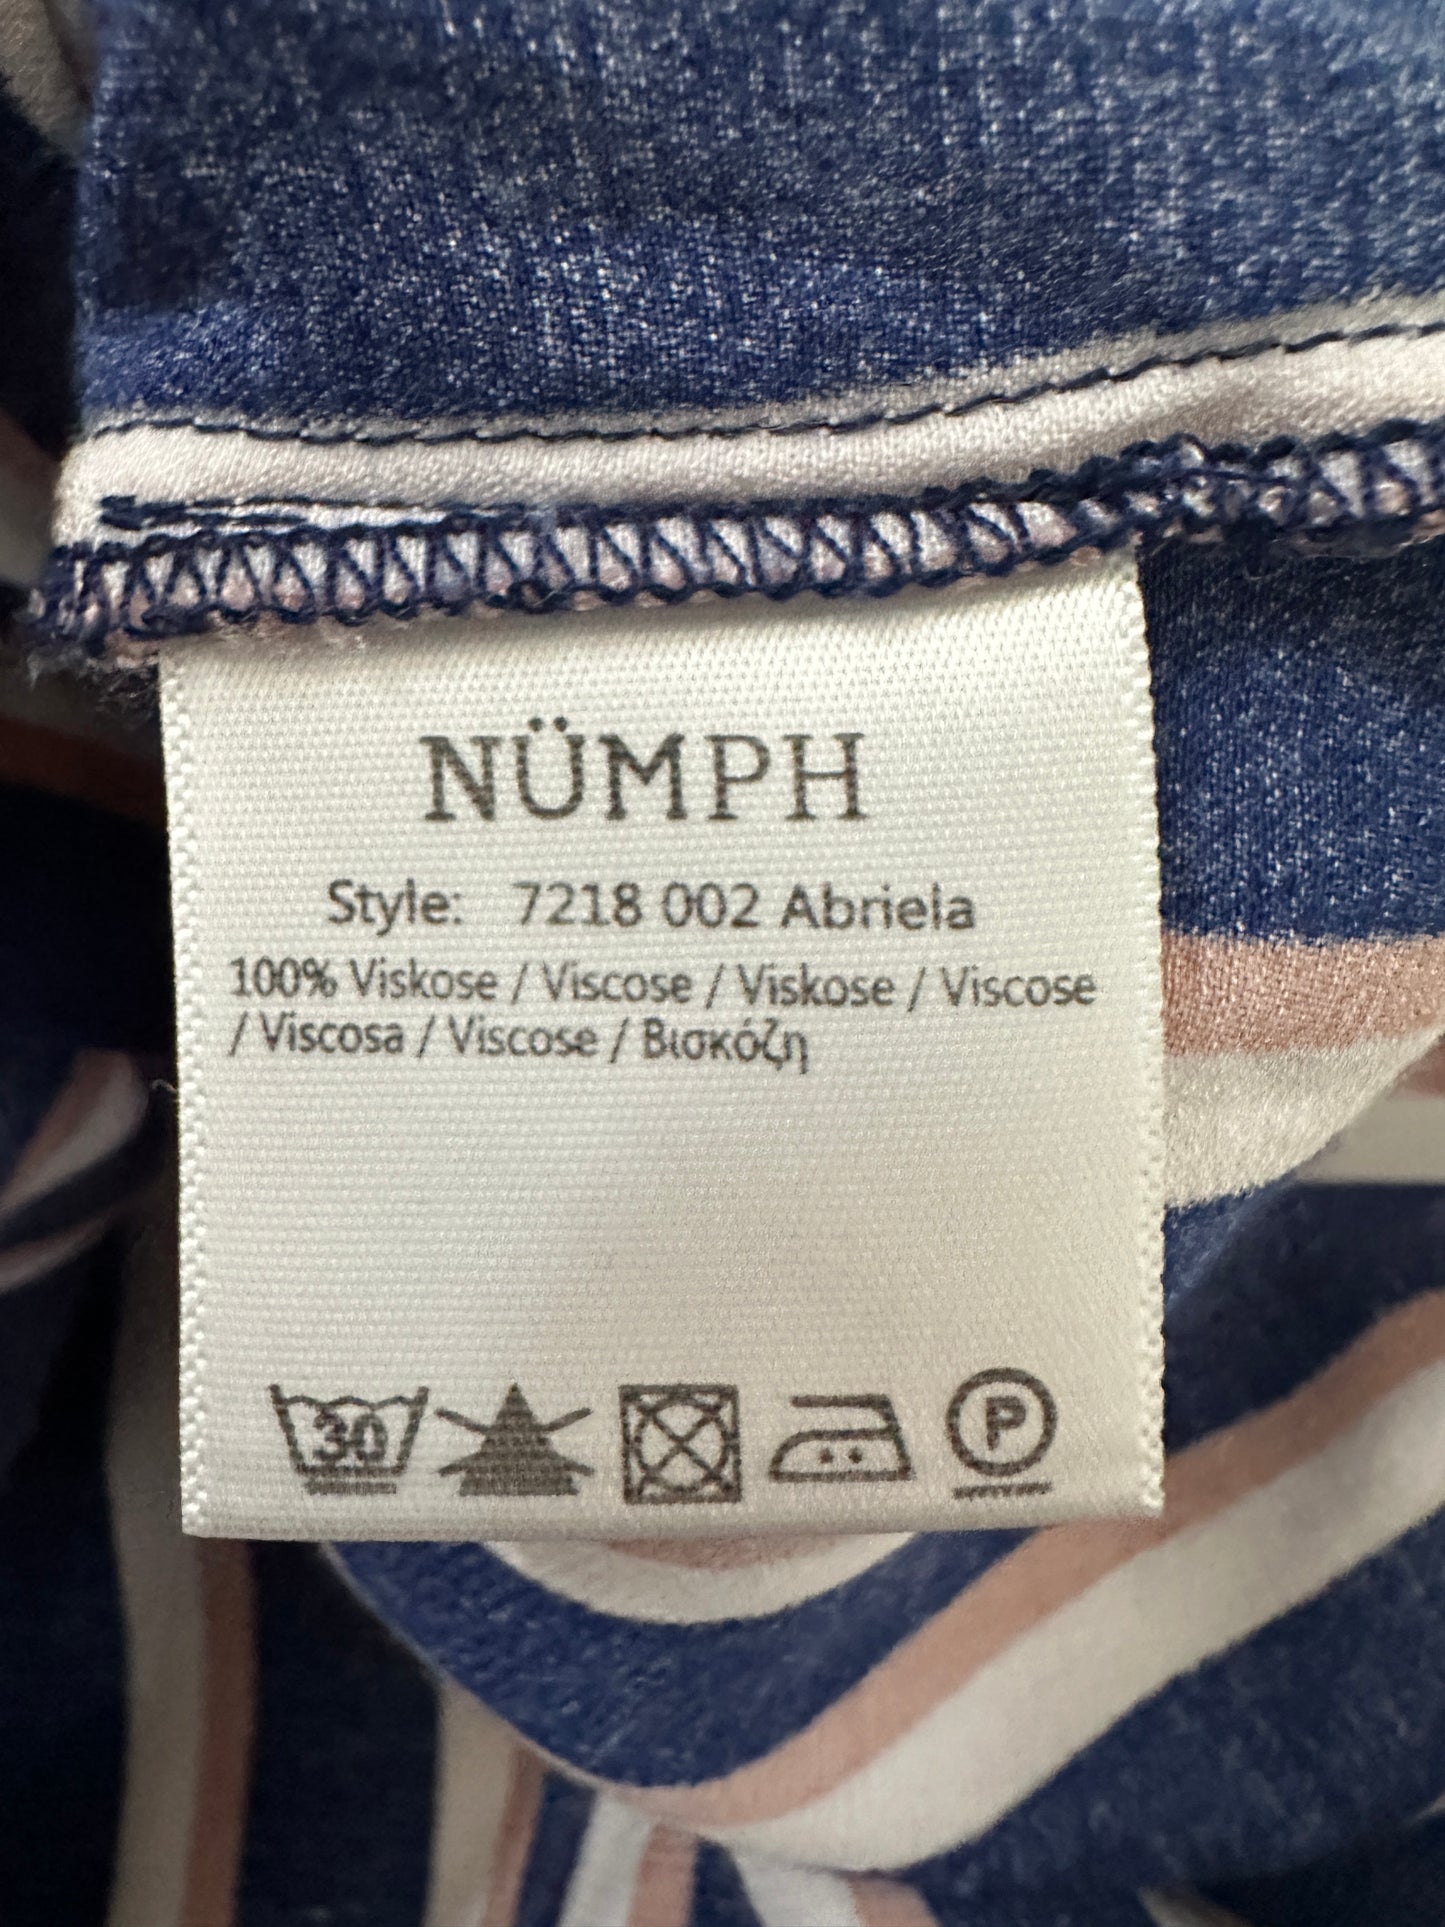 NÜMPH
Style: 7218 002 Abriela
100% Viskose / Viscose / Viskose / Viscose
/ Viscosa / Viscose / Βισκόζη
30 P